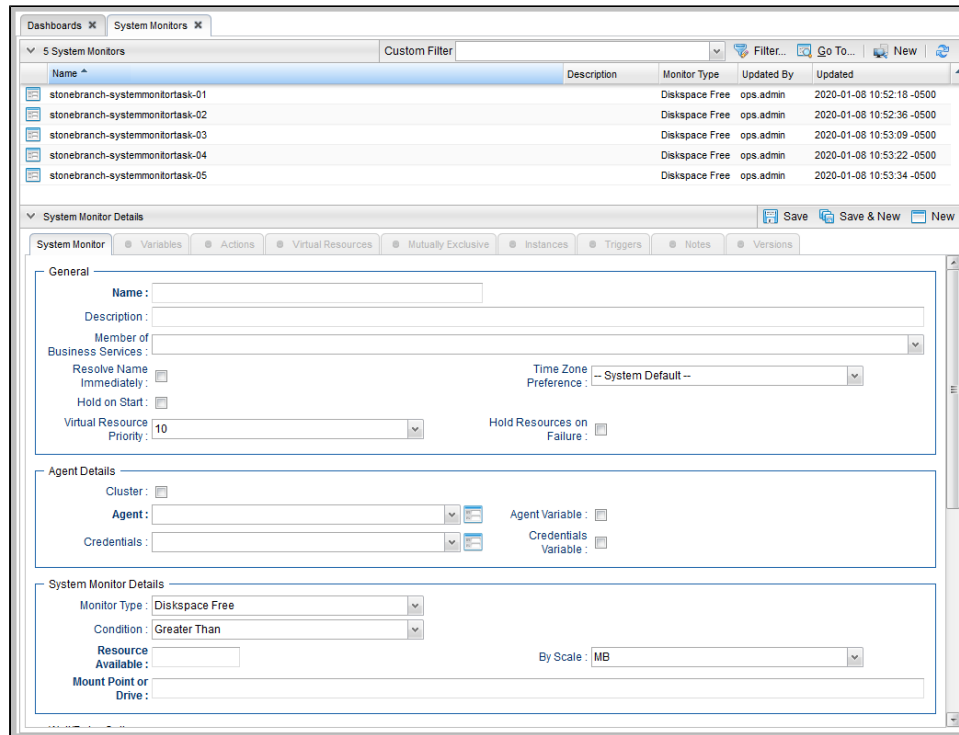 Dashboards System Monitors
5 System Monitors Custom Filter Filter... Go To... New
Name Description Monitor Type Updated By Updated
stonebranch-systemmonitortask-01 Diskspace Free ops.admin 2020-01-08 10:52:18 -0500
stonebranch-systemmonitortask-02 Diskspace Free ops.admin 2020-01-08 10:52:36 -0500
stonebranch-systemmonitortask-03 Diskspace Free ops.admin 2020-01-08 10:53:09 -0500
stonebranch-systemmonitortask-04 Diskspace Free ops.admin 2020-01-08 10:53:22 -0500
stonebranch-systemmonitortask-05 Diskspace Free ops.admin 2020-01-08 10:53:34 -0500
System Monitor Details Save Save & New New
System Monitor Variables Actions Virtual Resources Mutually Exclusive Instances Triggers Notes Versions
General
Name :
Description :
Member of
Business Services :
Resolve Name
Immediately :
Time Zone
Preference : -- System Default --
Hold on Start :
Virtual Resource
Priority : 10
Hold Resources on
Failure :
Agent Details
Cluster :
Agent : Agent Variable :
Credentials :
Credentials
Variable :
System Monitor Details
Monitor Type : Diskspace Free
Condition : Greater Than
Resource
Available :
By Scale : MB
Mount Point or
Drive :